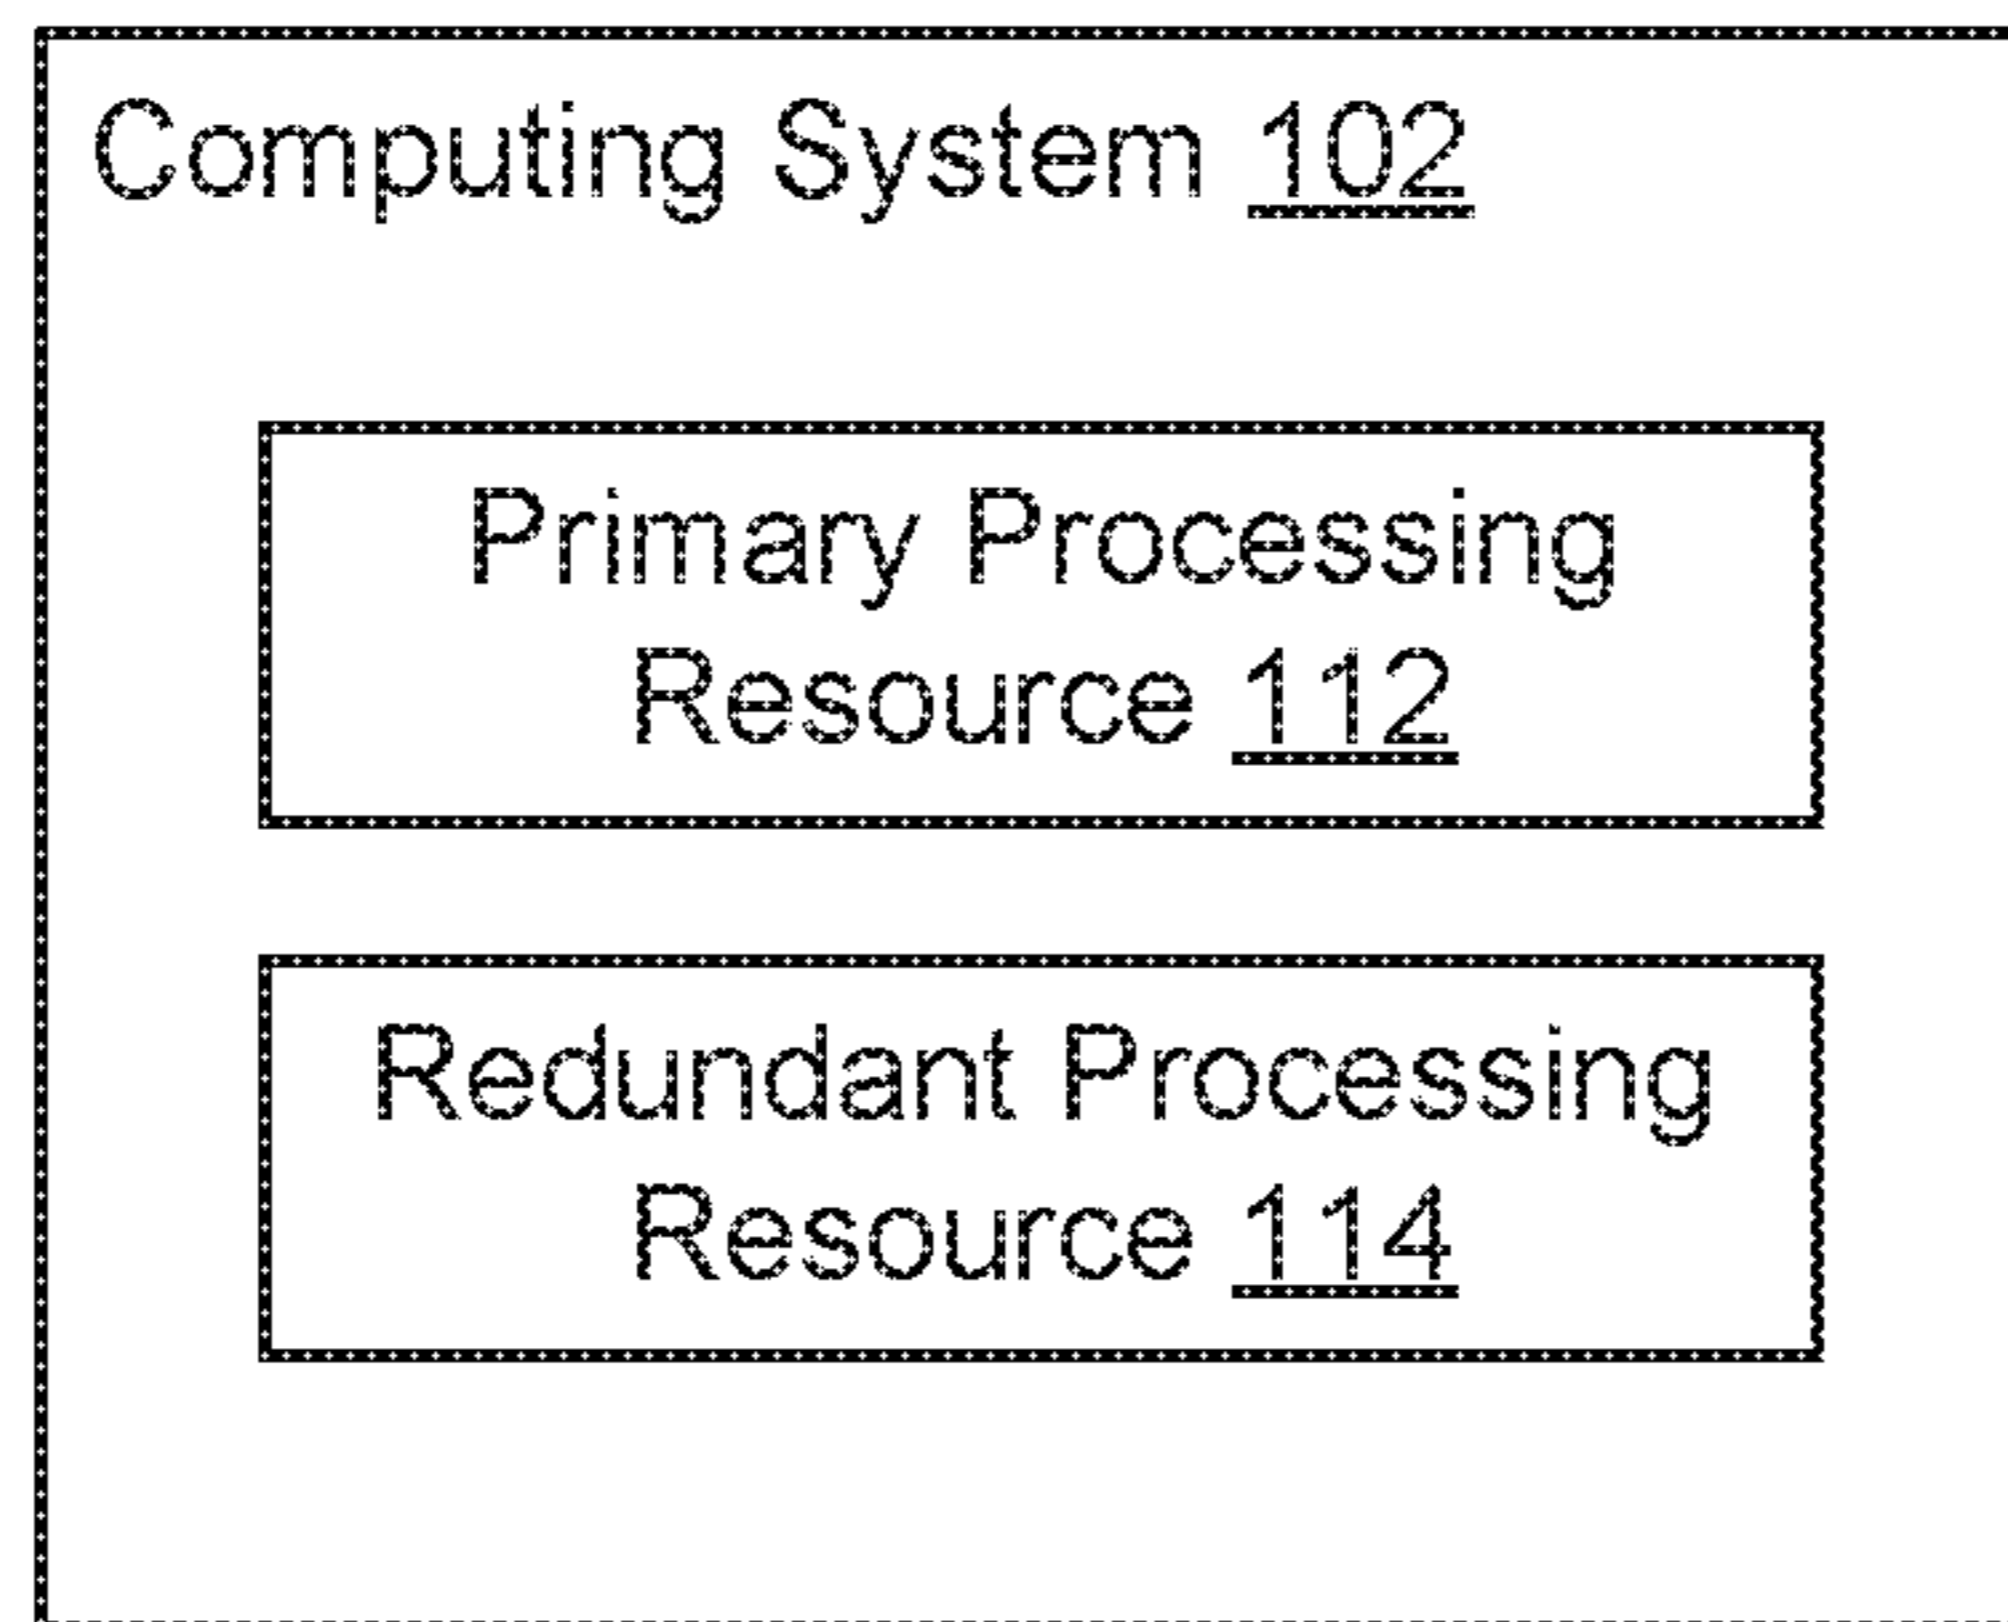 Computing System 102
Primary Processing
Resource 112
Redundant Processing
Resource 114